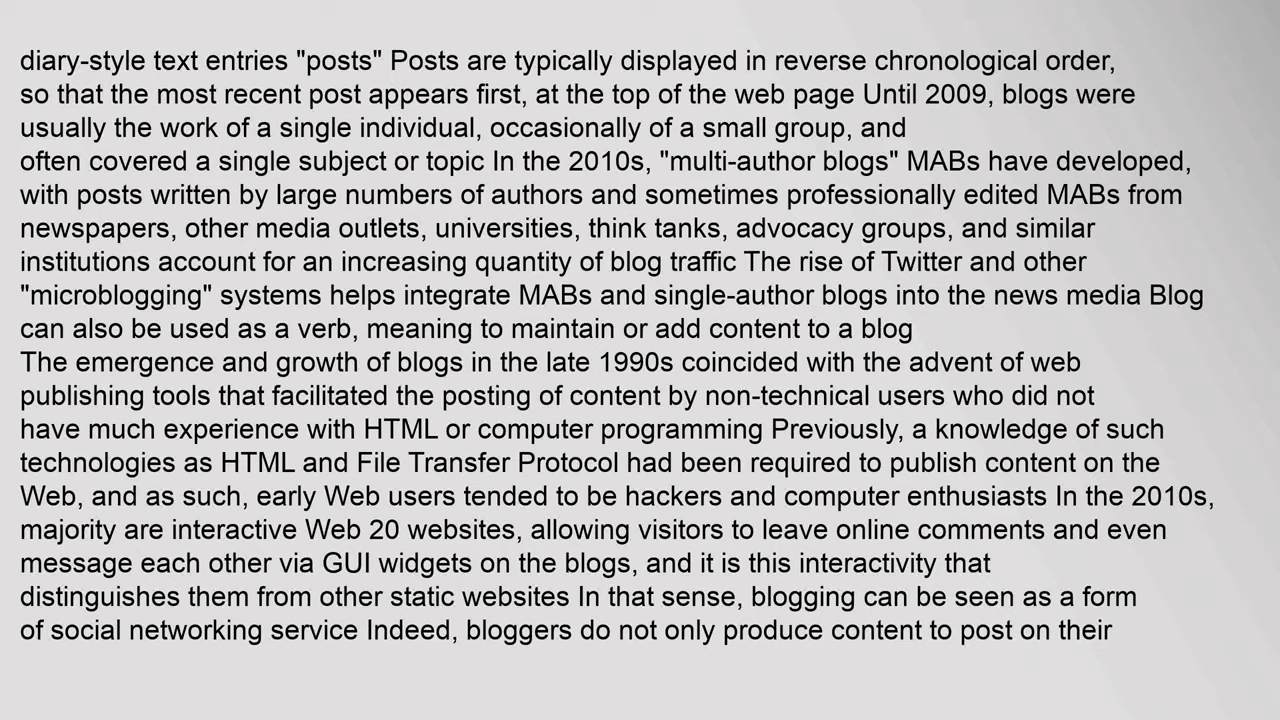 diary-style text entries "posts" Posts are typically displayed in reverse chronological order,
so that the most recent post appears first, at the top of the web page Until 2009, blogs were
usually the work of a single individual, occasionally of a small group, and
often covered a single subject or topic In the 2010s, "multi-author blogs" MABs have developed,
with posts written by large numbers of authors and sometimes professionally edited MABs from
newspapers, other media outlets, universities, think tanks, advocacy groups, and similar
institutions account for an increasing quantity of blog traffic The rise of Twitter and other
"microblogging" systems helps integrate MABs and single-author blogs into the news media Blog
can also be used as a verb, meaning to maintain or add content to a blog
The emergence and growth of blogs in the late 1990s coincided with the advent of web
publishing tools that facilitated the posting of content by non-technical users who did not
have much experience with HTML or computer programming Previously, a knowledge of such
technologies as HTML and File Transfer Protocol had been required to publish content on the
Web, and as such, early Web users tended to be hackers and computer enthusiasts In the 2010s,
majority are interactive Web 20 websites, allowing visitors to leave online comments and even
message each other via GUI widgets on the blogs, and it is this interactivity that
distinguishes them from other static websites In that sense, blogging can be seen as a form
of social networking service Indeed, bloggers do not only produce content to post on their